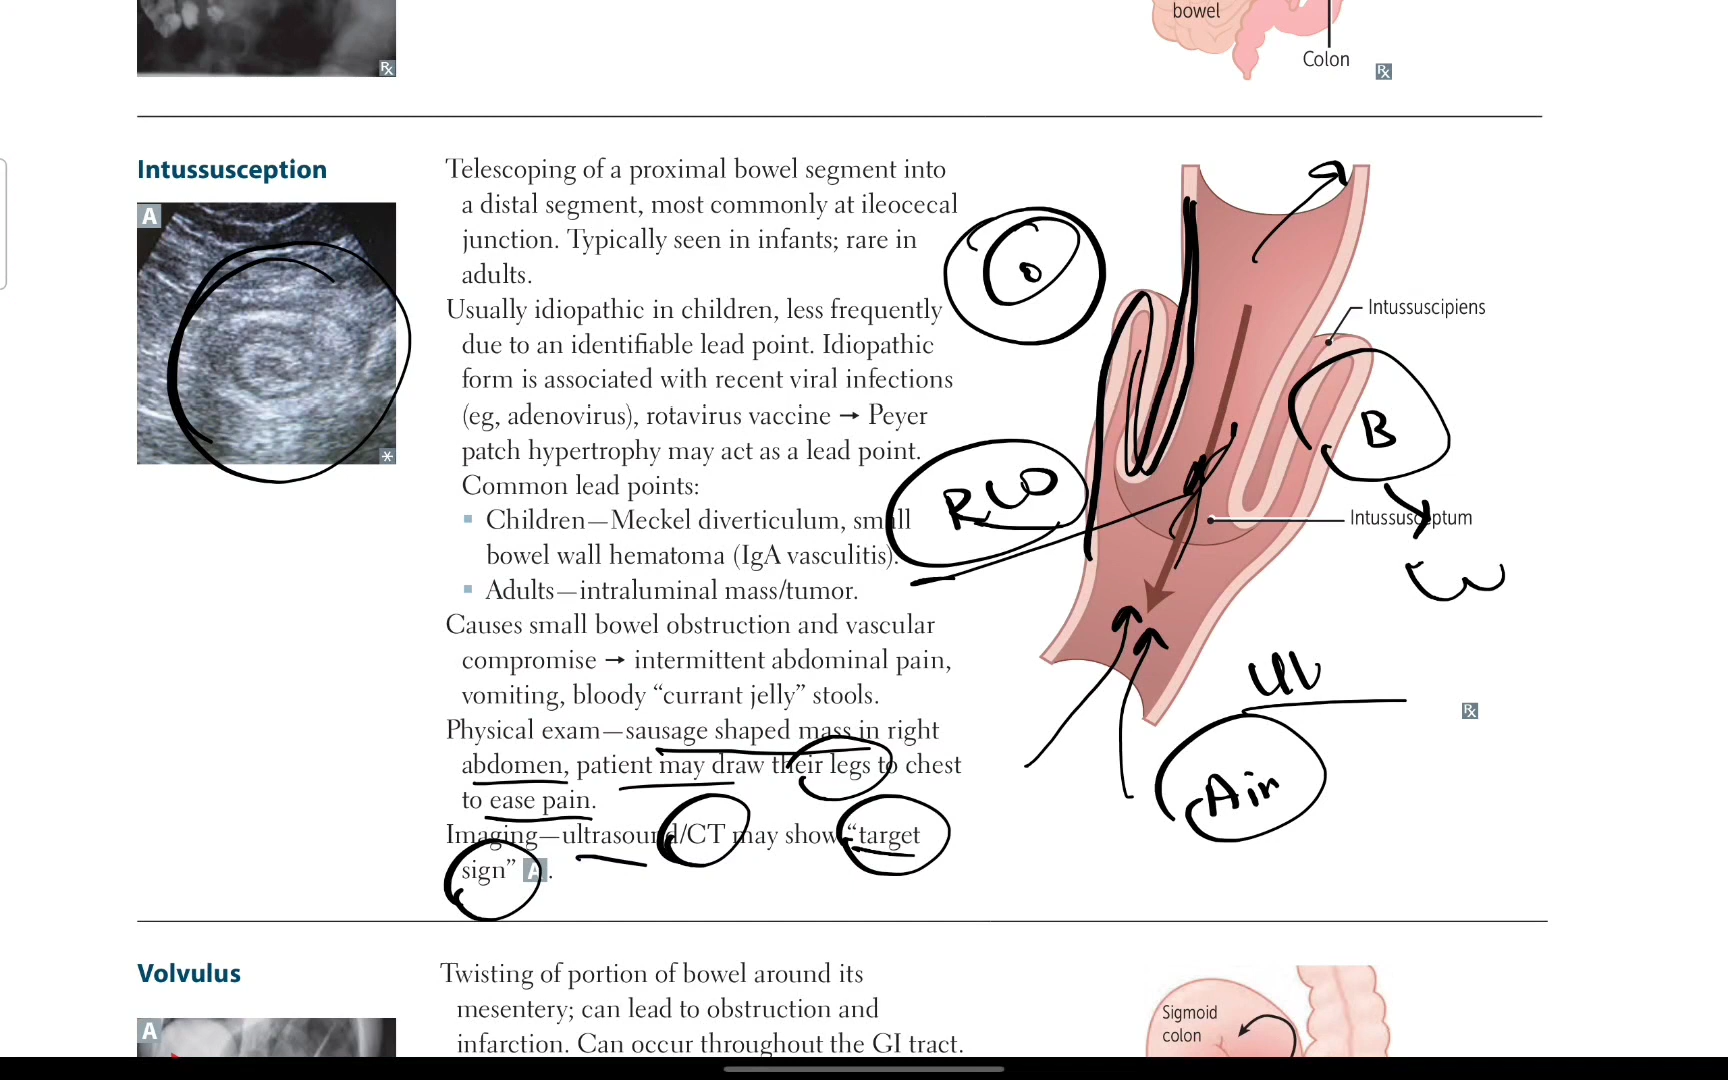 bowel
Colon
Rx
Rx
Intussusception
A
Telescoping of a proximal bowel segment into
a distal segment, most commonly at ileocecal
junction. Typically seen in infants; rare in
adults.
Usually idiopathic in children, less frequently
due to an identifiable lead point. Idiopathic
form is associated with recent viral infections
(eg, adenovirus), rotavirus vaccine → Peyer
patch hypertrophy may act as a lead point.
Common lead points:
▪ Children—Meckel diverticulum, small
bowel wall hematoma (IgA vasculitis).
▪ Adults—intraluminal mass/tumor.
Causes small bowel obstruction and vascular
compromise → intermittent abdominal pain,
vomiting, bloody “currant jelly” stools.
Physical exam—sausage shaped mass in right
abdomen, patient may draw their legs to chest
to ease pain.
Imaging—ultrasound/CT may show “target
sign” A.
*
Intussuscipiens
B
Intussusceptum
Air
Rx
Volvulus
A
Twisting of portion of bowel around its
mesentery; can lead to obstruction and
infarction. Can occur throughout the GI tract.
Sigmoid
colon